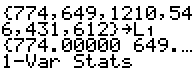 {774,649,1210,54
6,431,612}→L₁
{774.00000 649.…
1-Var Stats